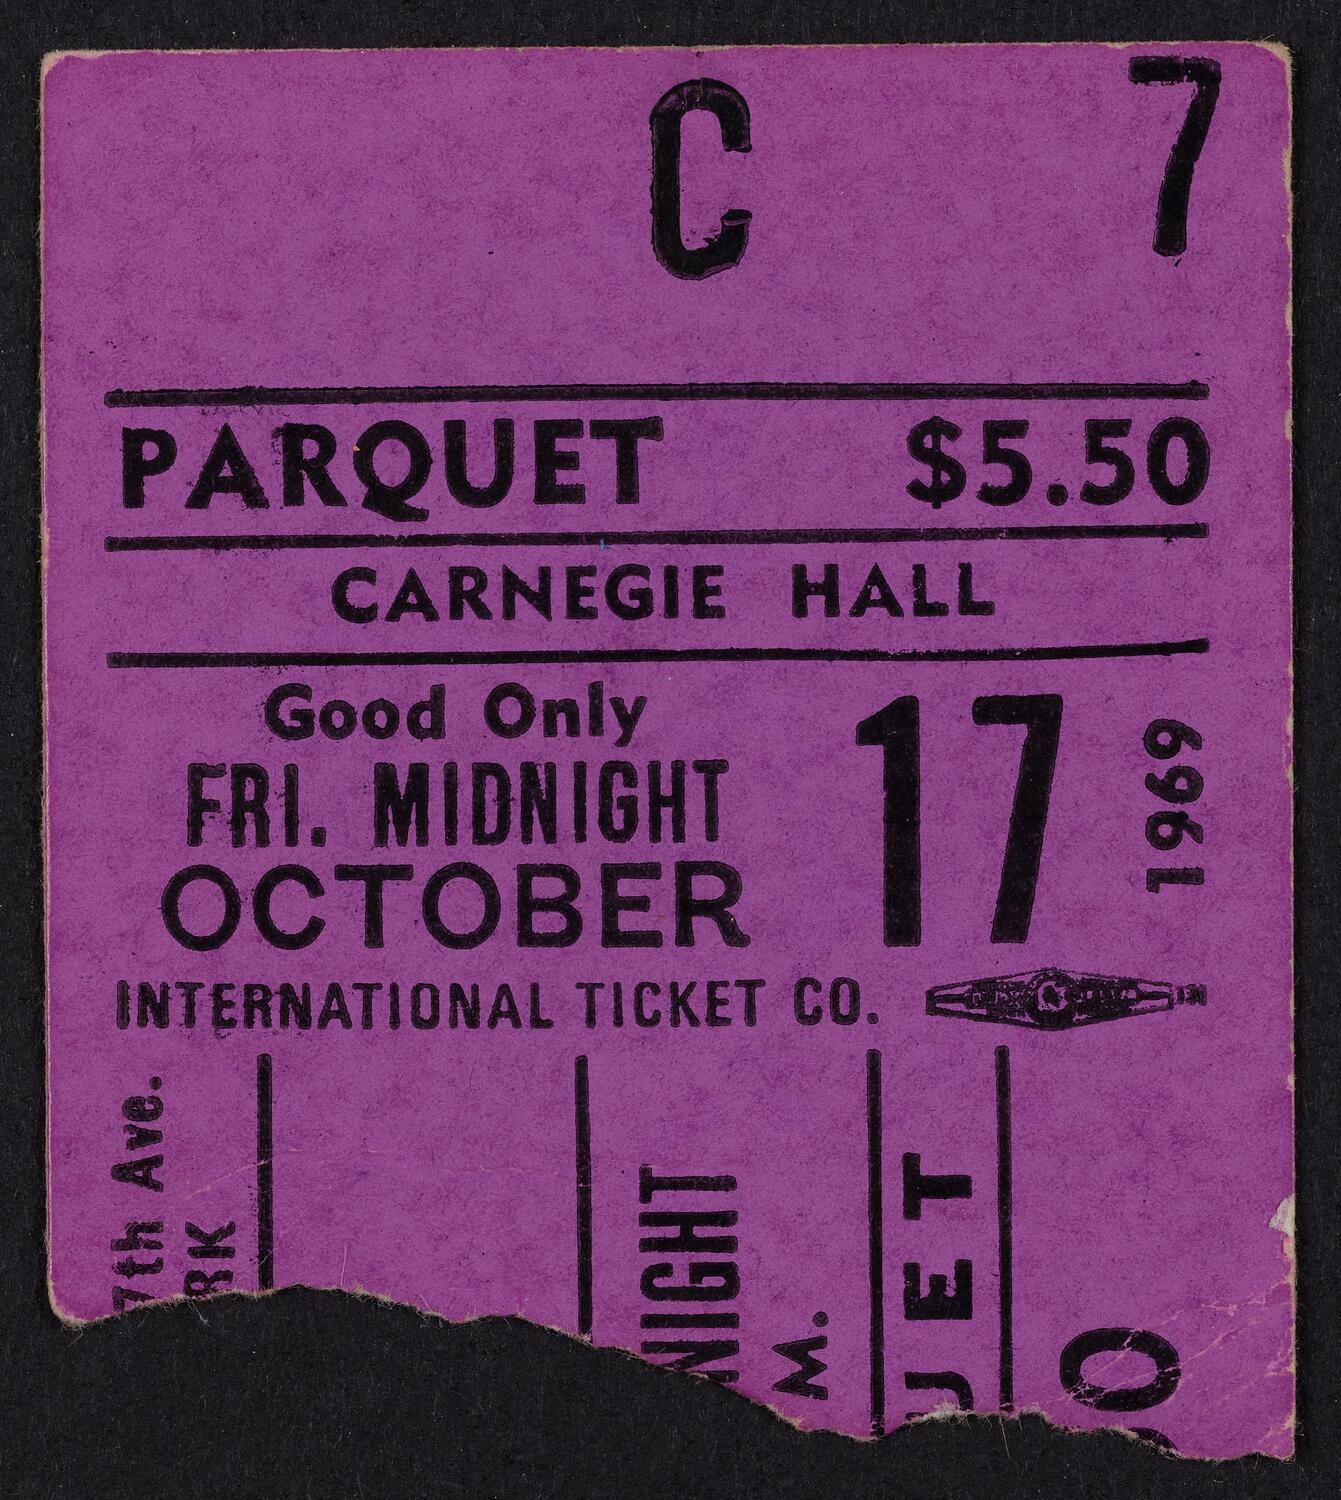 C 7
PARQUET $5.50
CARNEGIE HALL
Good Only
FRI. MIDNIGHT
OCTOBER
17
1969
INTERNATIONAL TICKET CO.
7th Ave.
RK
NIGHT
M.
UET
0